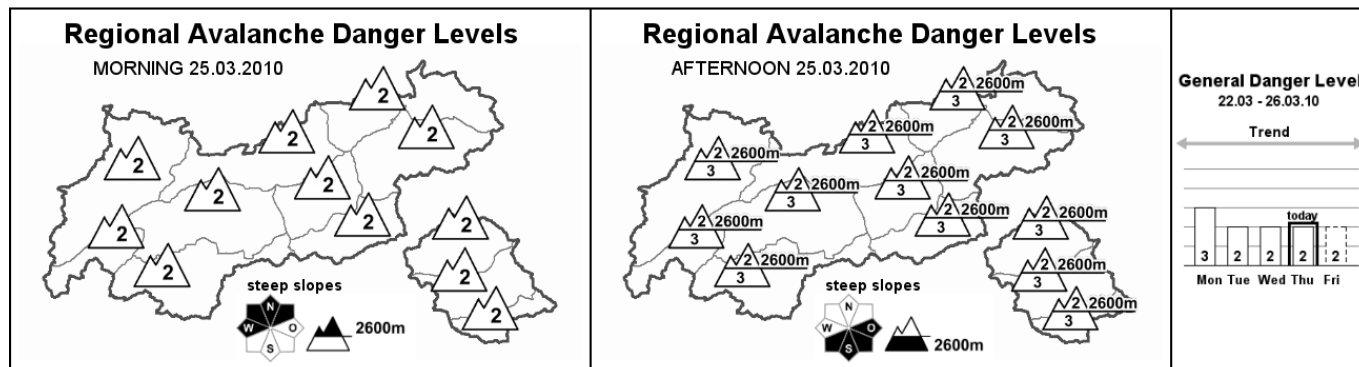 Regional Avalanche Danger Levels
MORNING 25.03.2010
2
2
2
2
2
2
2
2
2
2
2
2
steep slopes
N
W O
S
2600m
Regional Avalanche Danger Levels
AFTERNOON 25.03.2010
2 2600m
3
2 2600m
3
2 2600m
3
2 2600m
3
2 2600m
3
2 2600m
3
2 2600m
3
2 2600m
3
2 2600m
3
2 2600m
3
2 2600m
3
2 2600m
3
steep slopes
N
W O
S
2600m
General Danger Level
22.03 - 26.03.10
Trend
today
3 2 2 2 2
Mon Tue Wed Thu Fri